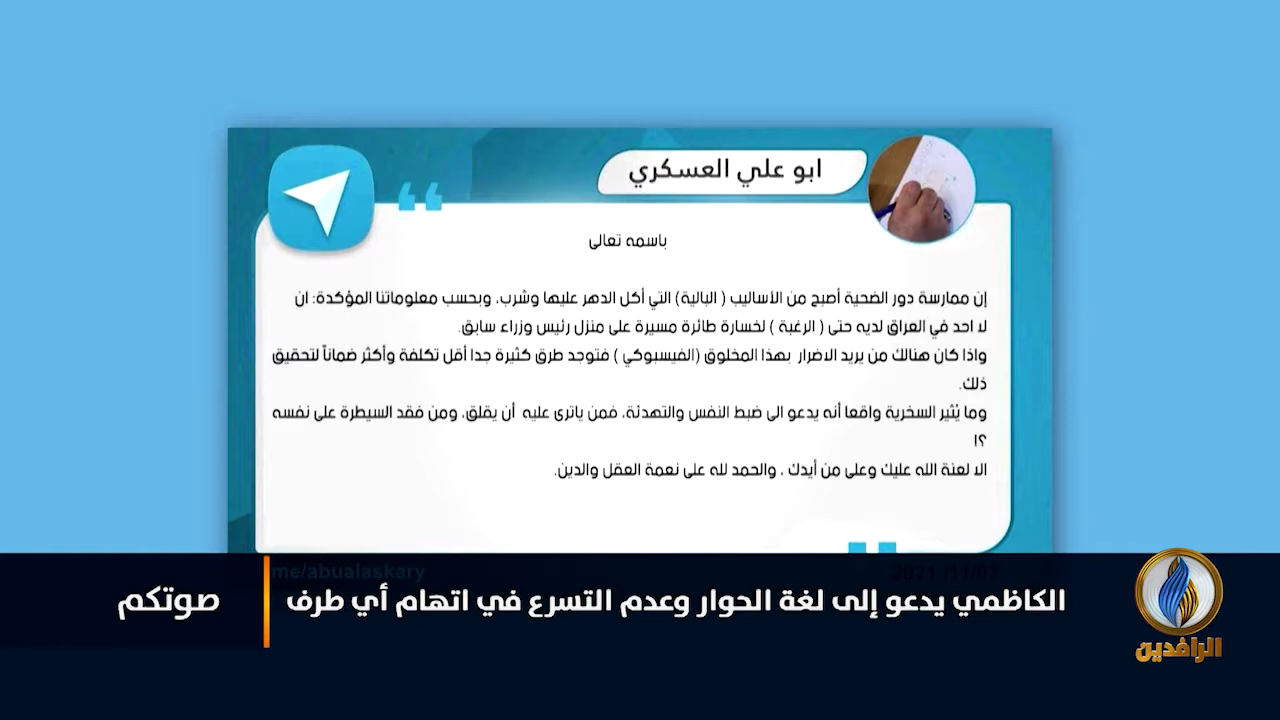 ابو علي العسكري
باسمه تعالى
إن ممارسة دور الضحية أصبح من الأساليب ( البالية) التي أكل الدهر عليها وشرب، وبحسب معلوماتنا المؤكدة: ان
لا احد في العراق لديه حتى ( الرغبة ) لخسارة طائرة مسيرة على منزل رئيس وزراء سابق.
واذا كان هنالك من يريد الاضرار بهذا المخلوق (الفيسبوكي ) فتوجد طرق كثيرة جدا أقل تكلفة وأكثر ضماناً لتحقيق
ذلك.
وما يُثير السخرية واقعا أنه يدعو الى ضبط النفس والتهدئة، فمن ياترى عليه أن يقلق، ومن فقد السيطرة على نفسه
؟!
الا لعنة الله عليك وعلى من أيدك ، والحمد لله على نعمة العقل والدين.
me/abualaskary
الكاظمي يدعو إلى لغة الحوار وعدم التسرع في اتهام أي طرف
صوتكم
الرافدين